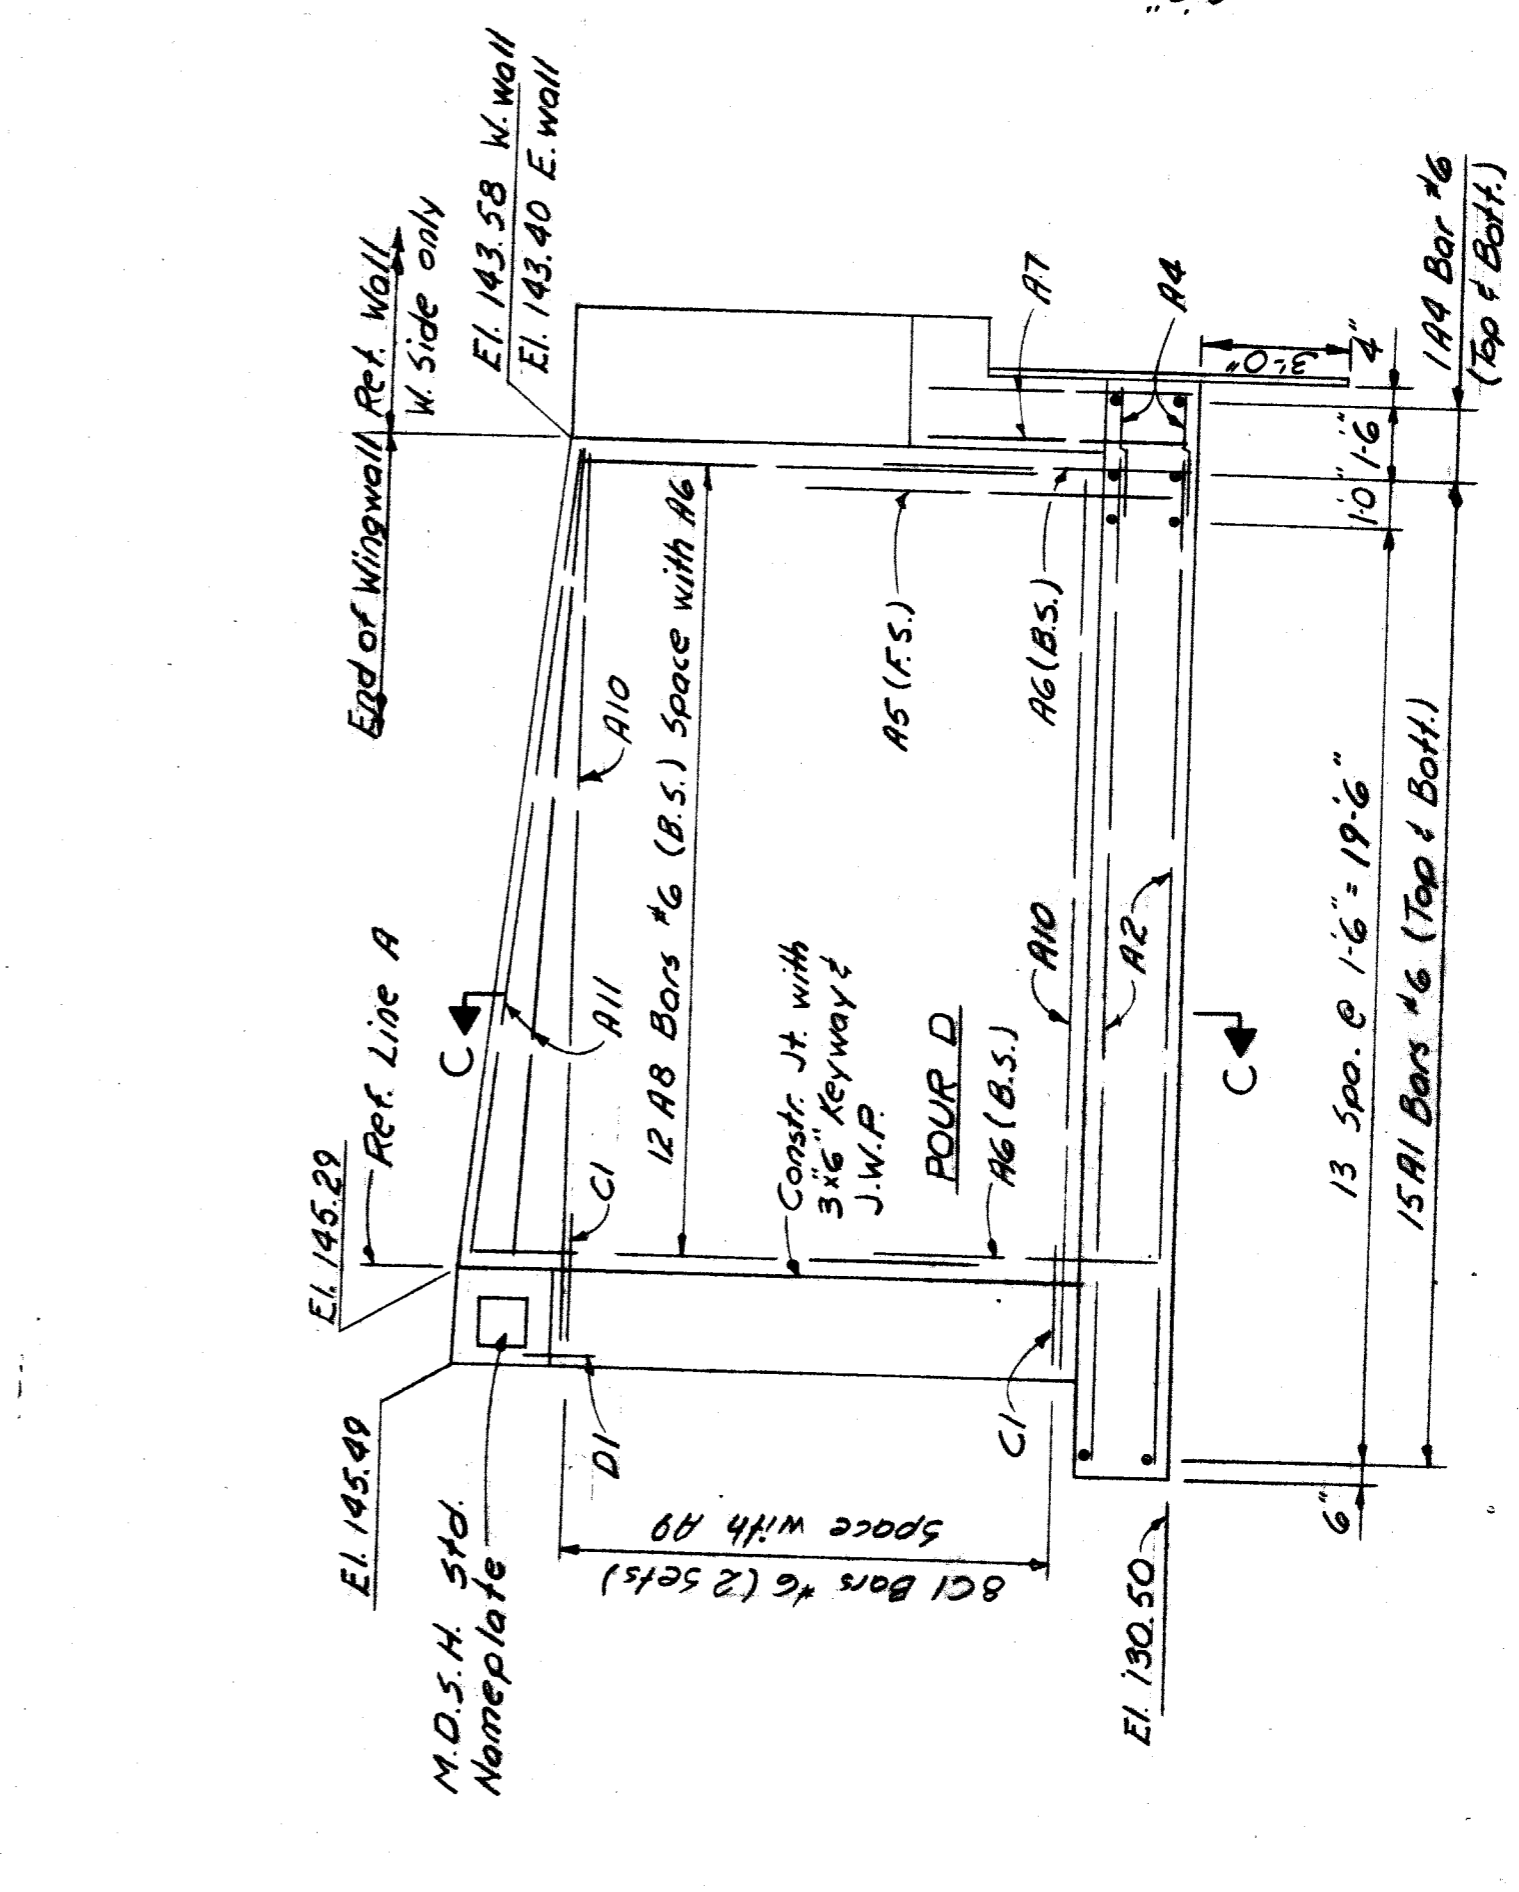 El. 143.58 W. wall
El. 143.40 E. wall
End of Wingwall
Ret. Wall
W. Side only
Ref. Line A
El. 145.29
El. 145.49
M.D.S.H. Std.
Nameplate
C
A11
A10
C1
D1
12 A8 Bars #6 (B.S.) Space with A6
Constr. Jt. with
3"x6" Keyway &
J.W.P.
POUR D
A5 (F.S.)
A6 (B.S.)
A6 (B.S.)
A7
A4
A10
A2
C1
8C1 Bars #6 (2 Sets)
Space with A9
El. 130.50
C
3'-0"
6"
13 Spa. @ 1'-6" = 19'-6"
1'-0"
1'-6"
4"
15 A1 Bars #6 (Top & Bott.)
1A4 Bar #6
(Top & Bott.)